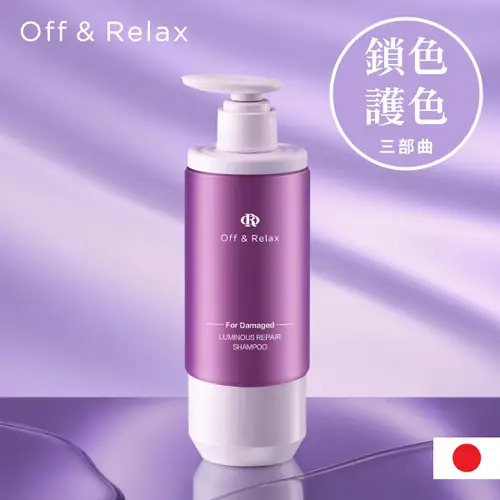 Off & Relax
鎖色
護色
三部曲
Off & Relax
For Damaged
LUMINOUS REPAIR
SHAMPOO